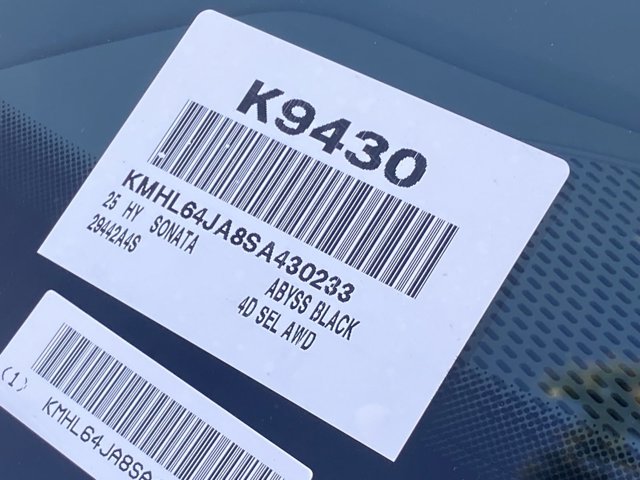 K9430
KMHL64JA8SA430233
25 HY SONATA
29442A4S
ABYSS BLACK
4D SEL AWD
(1) KMHL64JA8SA